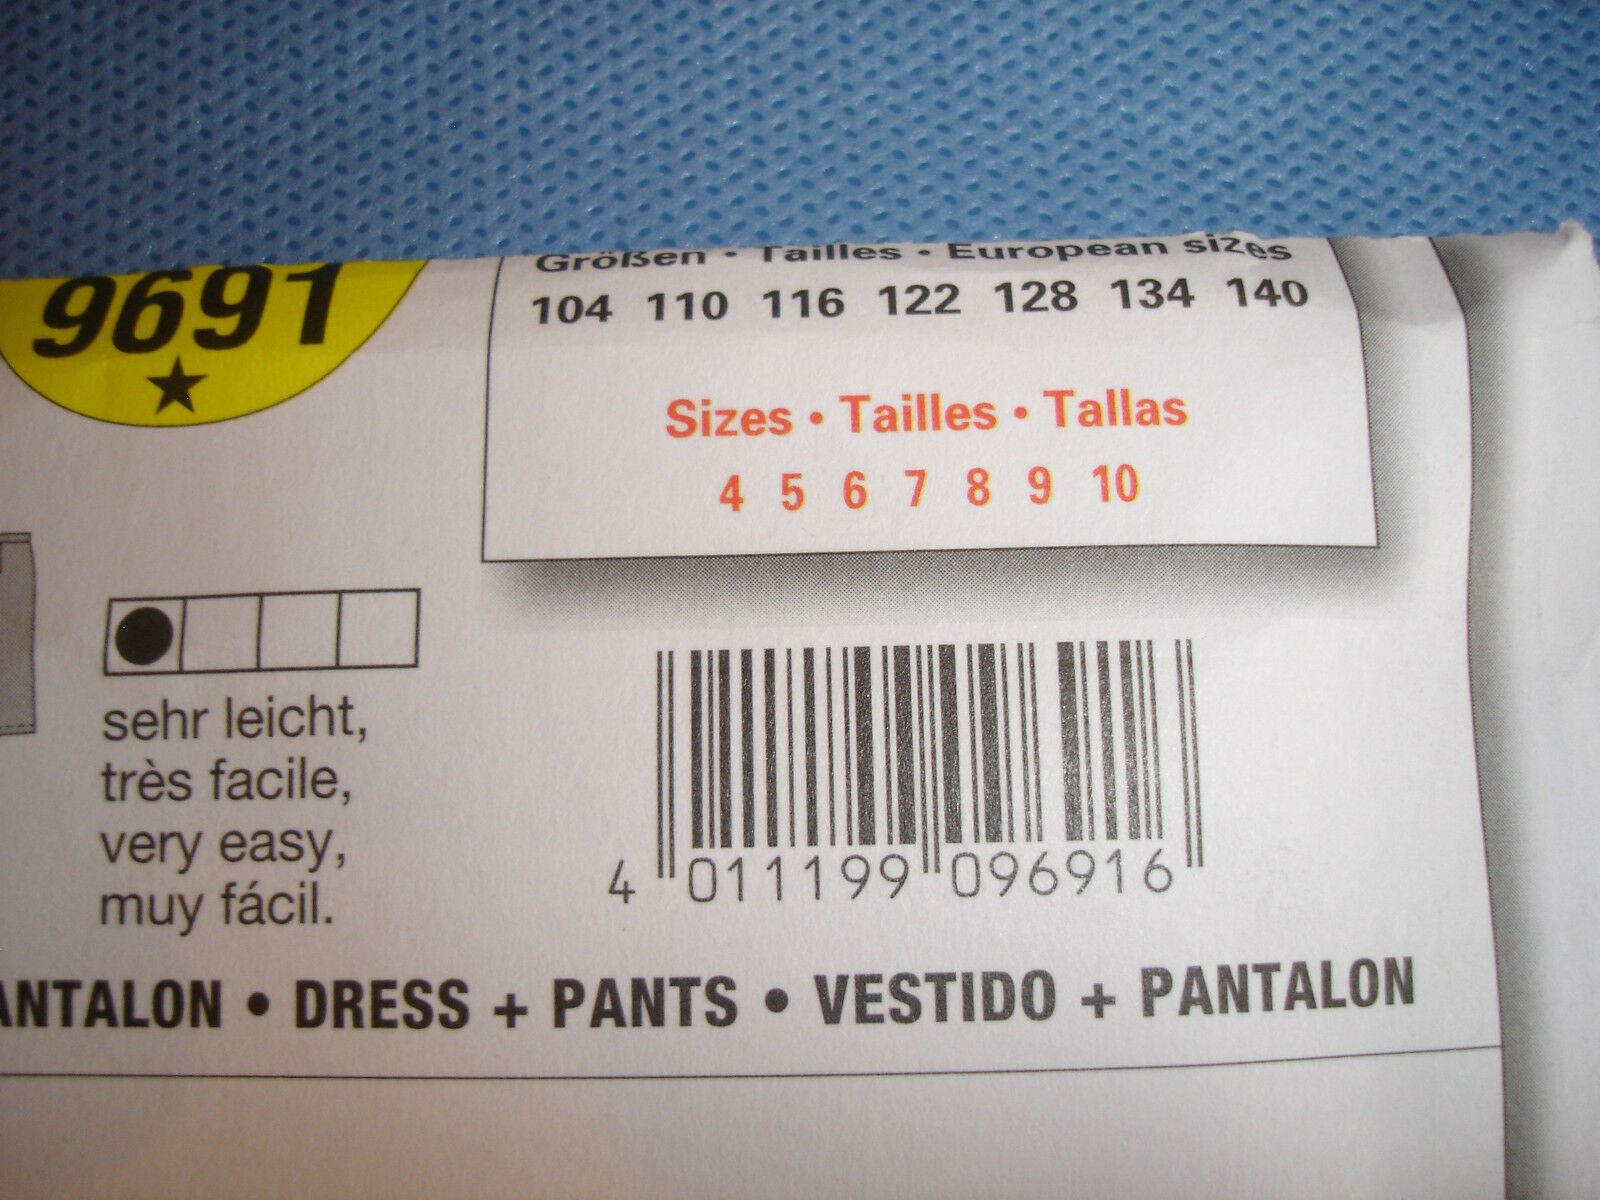 9691
Größen • Tailles • European sizes
104 110 116 122 128 134 140
Sizes • Tailles • Tallas
4 5 6 7 8 9 10
sehr leicht,
très facile,
very easy,
muy fácil.
4 011199 096916
ANTALON • DRESS + PANTS • VESTIDO + PANTALON